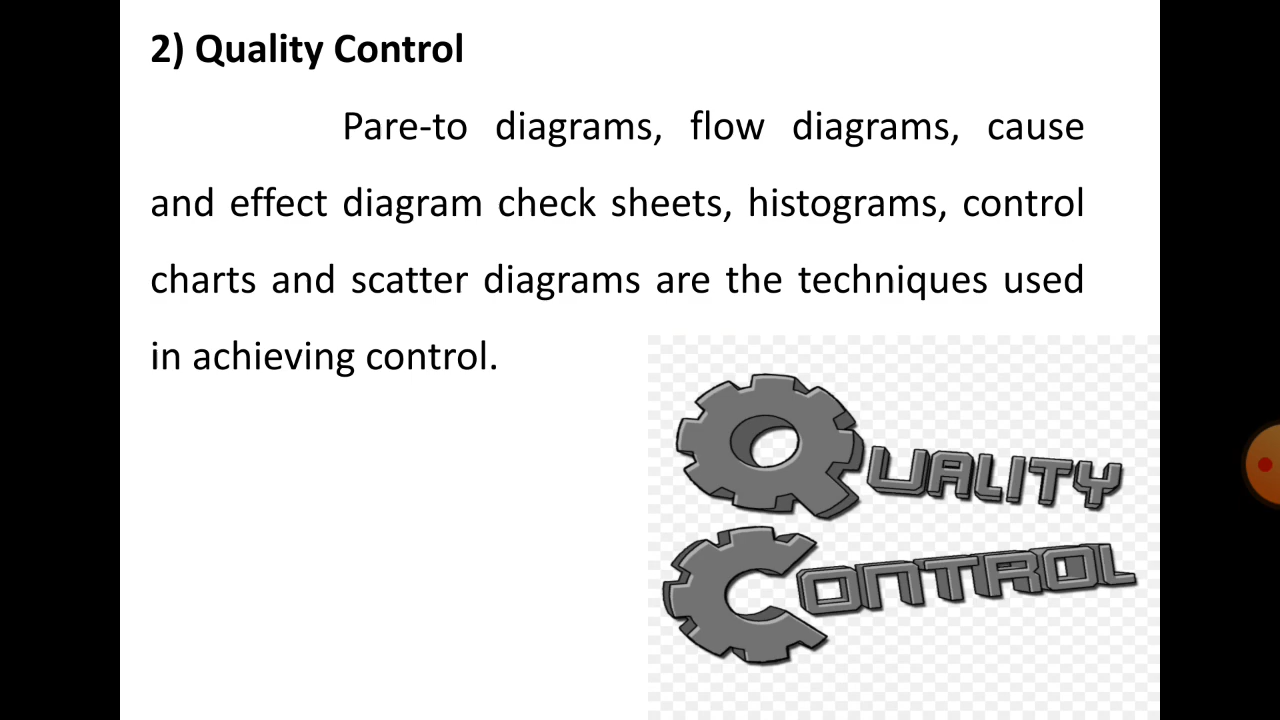 2) Quality Control
Pare-to diagrams, flow diagrams, cause
and effect diagram check sheets, histograms, control
charts and scatter diagrams are the techniques used
in achieving control.
QUALITY
CONTROL